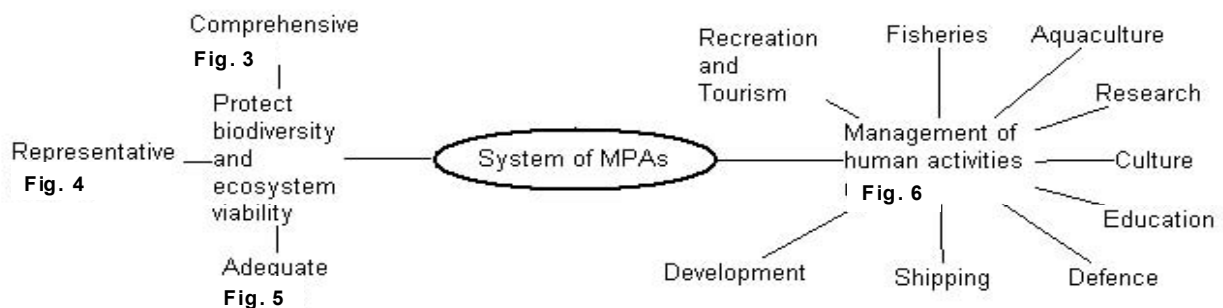 Comprehensive
Fig. 3
Protect
biodiversity
and
ecosystem
viability
Representative
Fig. 4
Adequate
Fig. 5
System of MPAs
Recreation
and
Tourism
Fisheries
Aquaculture
Research
Management of
human activities
Fig. 6
Culture
Education
Development
Shipping
Defence